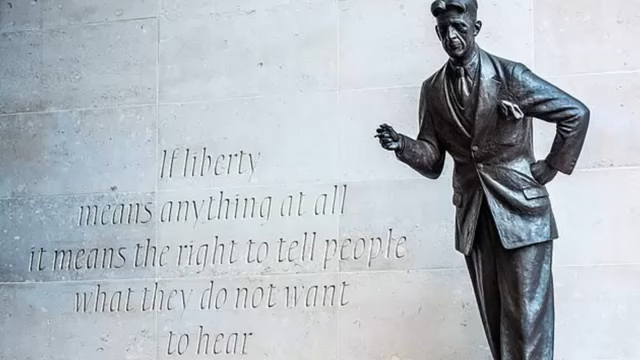 If liberty
means anything at all
it means the right to tell people
what they do not want
to hear